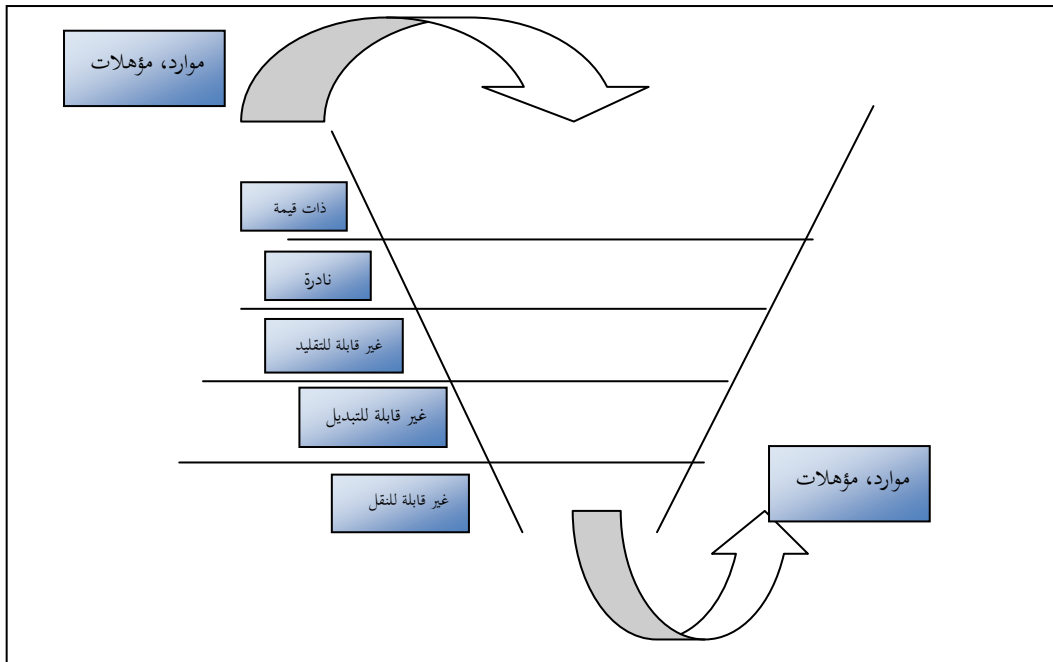 موارد، مؤهلات
ذات قيمة
نادرة
غير قابلة للتقليد
غير قابلة للتبديل
غير قابلة للنقل
موارد، مؤهلات